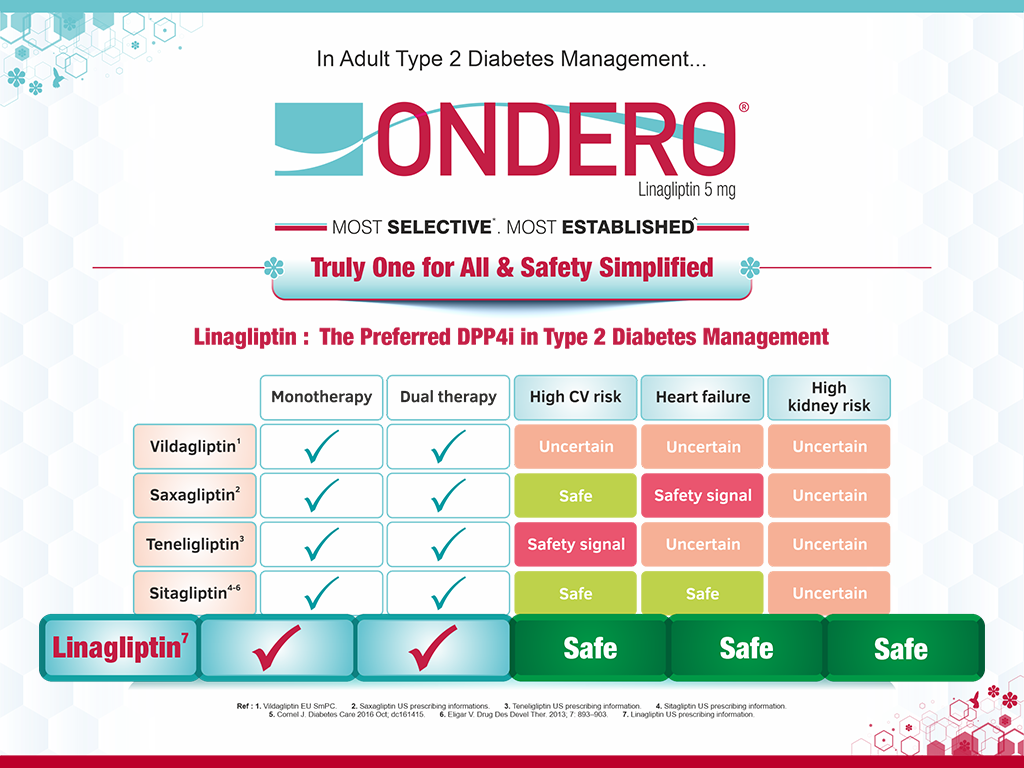 In Adult Type 2 Diabetes Management...
ONDERO®
Linagliptin 5 mg
MOST SELECTIVE*. MOST ESTABLISHED^
Truly One for All & Safety Simplified
Linagliptin : The Preferred DPP4i in Type 2 Diabetes Management
Monotherapy Dual therapy High CV risk Heart failure High kidney risk
Vildagliptin1 ✓ ✓ Uncertain Uncertain Uncertain
Saxagliptin2 ✓ ✓ Safe Safety signal Uncertain
Teneligliptin3 ✓ ✓ Safety signal Uncertain Uncertain
Sitagliptin4-6 ✓ ✓ Safe Safe Uncertain
Linagliptin7 ✓ ✓ Safe Safe Safe
Ref : 1. Vildagliptin EU SmPC. 2. Saxagliptin US prescribing informations. 3. Teneligliptin US prescribing information. 4. Sitagliptin US prescribing information.
5. Cornel J. Diabetes Care 2016 Oct; dc161415. 6. Eligar V. Drug Des Devel Ther. 2013; 7: 893–903. 7. Linagliptin US prescribing information.